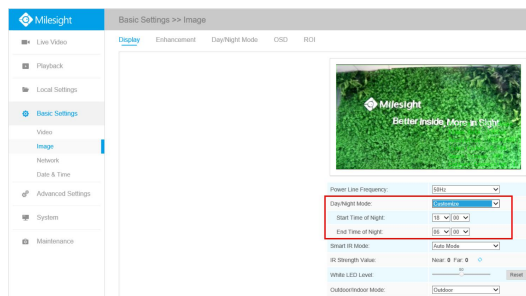 Milesight
Basic Settings >> Image
Live Video
Playback
Local Settings
Basic Settings
Video
Image
Network
Date & Time
Advanced Settings
System
Maintenance
Display Enhancement Day/Night Mode OSD ROI
Milesight
Better Inside, More in Sight
Power Line Frequency: 50Hz
Day/Night Mode: Customize
Start Time of Night: 18 00
End Time of Night: 06 00
Smart IR Mode: Auto Mode
IR Strength Value: Near: 0 Far: 0
White LED Level: 50 Reset
Outdoor/Indoor Mode: Outdoor